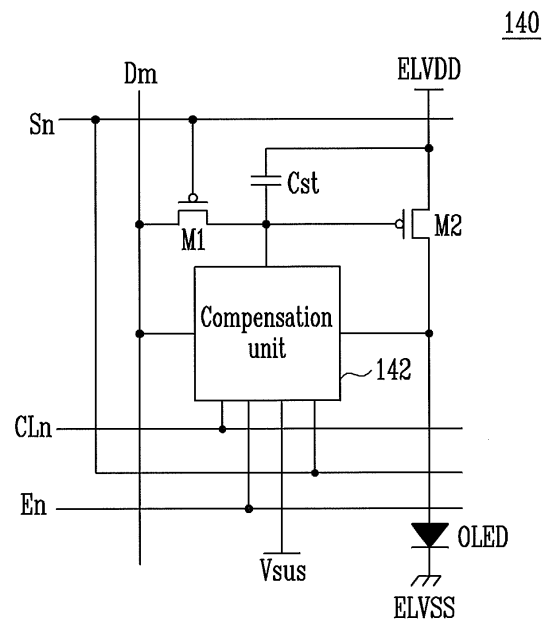 140
Dm
ELVDD
Sn
Cst
M1
M2
Compensation
unit
142
CLn
En
OLED
Vsus
ELVSS